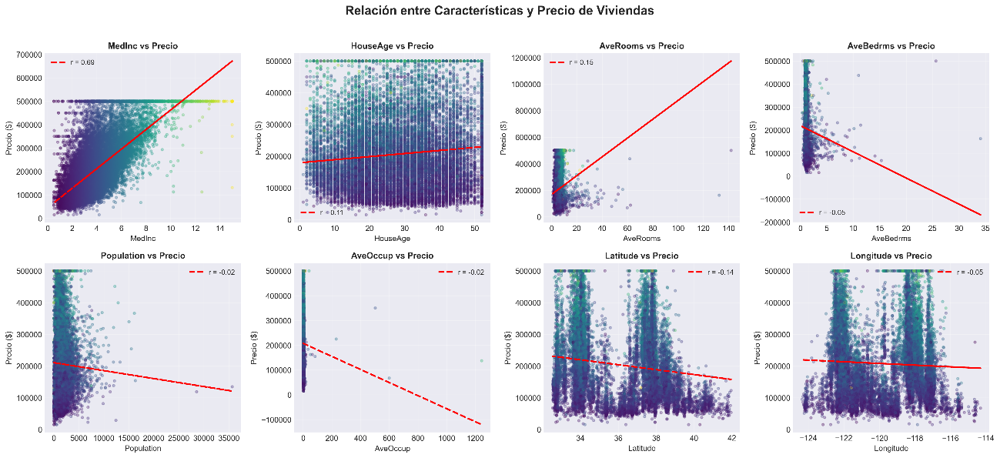 Relación entre Características y Precio de Viviendas
MedInc vs Precio
r = 0.69
Precio ($)
700000
600000
500000
400000
300000
200000
100000
0
0 2 4 6 8 10 12 14
MedInc
HouseAge vs Precio
r = 0.11
Precio ($)
500000
400000
300000
200000
100000
0
0 10 20 30 40 50
HouseAge
AveRooms vs Precio
r = 0.15
Precio ($)
1200000
1000000
800000
600000
400000
200000
0
0 20 40 60 80 100 120 140
AveRooms
AveBedrms vs Precio
r = -0.05
Precio ($)
500000
400000
300000
200000
100000
0
−100000
−200000
0 5 10 15 20 25 30 35
AveBedrms
Population vs Precio
r = -0.02
Precio ($)
500000
400000
300000
200000
100000
0
0 5000 10000 15000 20000 25000 30000 35000
Population
AveOccup vs Precio
r = -0.02
Precio ($)
500000
400000
300000
200000
100000
0
−100000
0 200 400 600 800 1000 1200
AveOccup
Latitude vs Precio
r = -0.14
Precio ($)
500000
400000
300000
200000
100000
0
34 36 38 40 42
Latitude
Longitude vs Precio
r = -0.05
Precio ($)
500000
400000
300000
200000
100000
0
−124 −122 −120 −118 −116 −114
Longitude